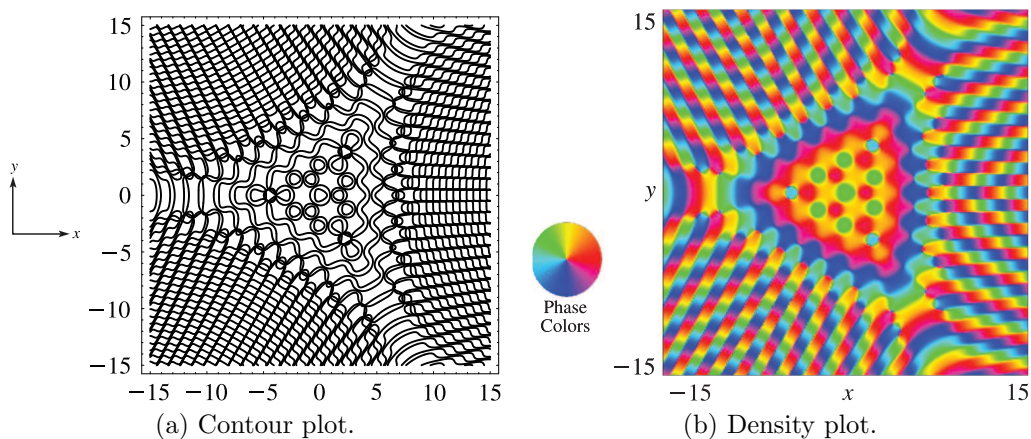 15
10
5
0
−5
−10
−15
−15 −10 −5 0 5 10 15
y
x
(a) Contour plot.
Phase
Colors
15
y
−15
−15 x 15
(b) Density plot.